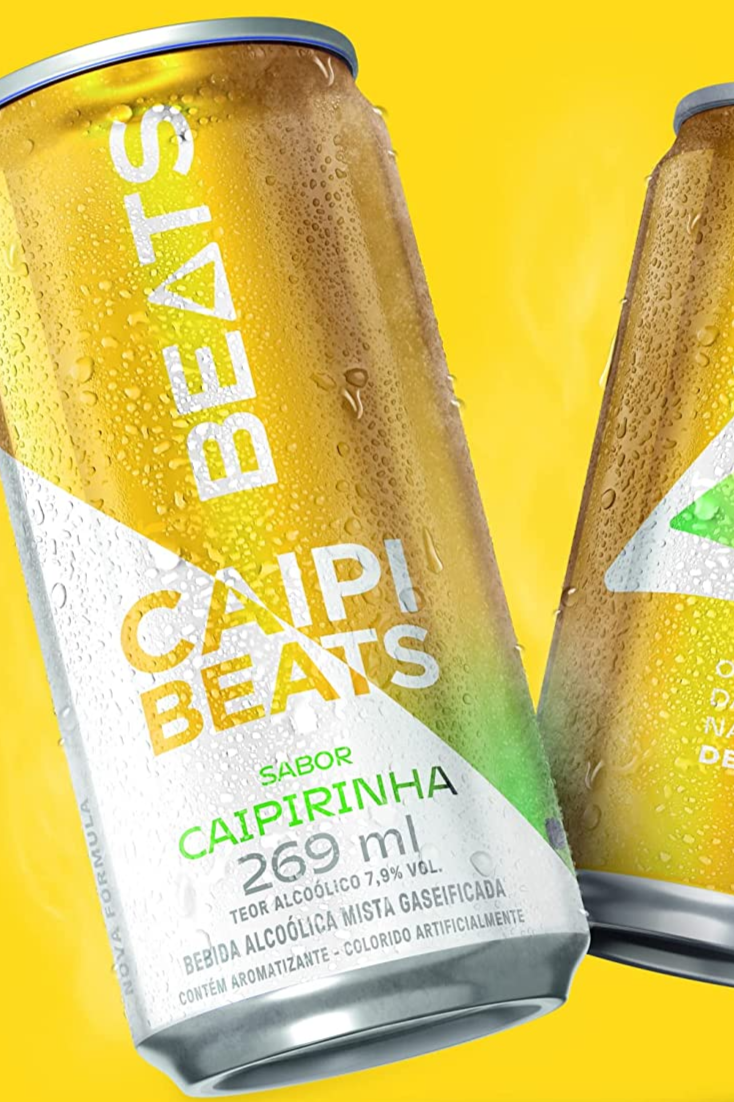 BEATS
CAIPI
BEATS
SABOR
CAIPIRINHA
269 ml
TEOR ALCOÓLICO 7,9% VOL.
BEBIDA ALCOÓLICA MISTA GASEIFICADA
CONTÉM AROMATIZANTE - COLORIDO ARTIFICIALMENTE
NOVA FÓRMULA